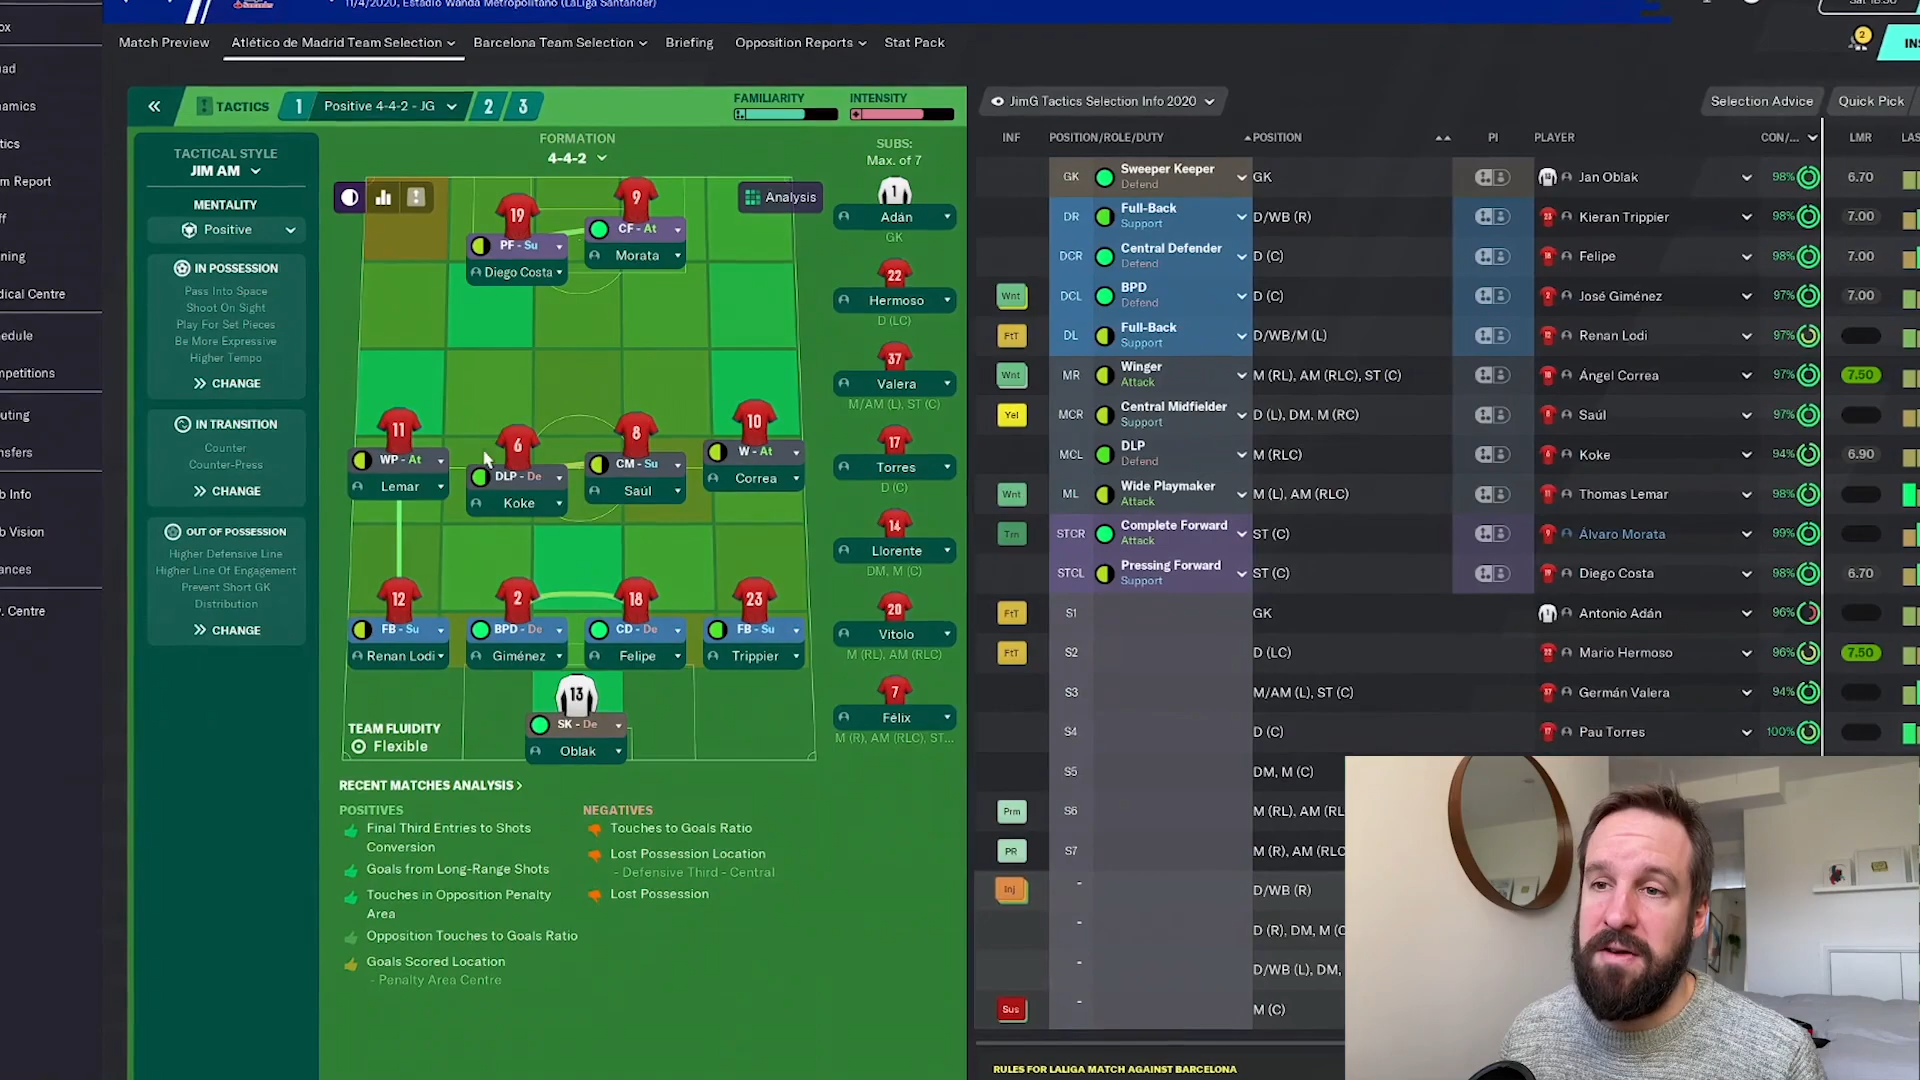 11/4/2020, Estadio Wanda Metropolitano (LaLiga Santander)
Match Preview
Atlético de Madrid Team Selection
Barcelona Team Selection
Briefing
Opposition Reports
Stat Pack
2
TACTICS
1
Positive 4-4-2 - JG
2
3
FAMILIARITY
INTENSITY
TACTICAL STYLE
JIM AM
MENTALITY
Positive
IN POSSESSION
Pass Into Space
Shoot On Sight
Play For Set Pieces
Be More Expressive
Higher Tempo
CHANGE
IN TRANSITION
Counter
Counter-Press
CHANGE
OUT OF POSSESSION
Higher Defensive Line
Higher Line Of Engagement
Prevent Short GK
Distribution
CHANGE
FORMATION
4-4-2
Analysis
19
PF - Su
Diego Costa
9
CF - At
Morata
11
WP - At
Lemar
6
DLP - De
Koke
8
CM - Su
Saúl
10
W - At
Correa
12
FB - Su
Renan Lodi
2
BPD - De
Giménez
18
CD - De
Felipe
23
FB - Su
Trippier
13
SK - De
Oblak
TEAM FLUIDITY
Flexible
SUBS:
Max. of 7
1
Adán
GK
22
Hermoso
D (LC)
37
Valera
M/AM (L), ST (C)
17
Torres
D (C)
14
Llorente
DM, M (C)
20
Vitolo
M (RL), AM (RLC)
7
Félix
M (R), AM (RLC), ST...
RECENT MATCHES ANALYSIS
POSITIVES
Final Third Entries to Shots
Conversion
Goals from Long-Range Shots
Touches in Opposition Penalty
Area
Opposition Touches to Goals Ratio
Goals Scored Location
- Penalty Area Centre
NEGATIVES
Touches to Goals Ratio
Lost Possession Location
- Defensive Third - Central
Lost Possession
JimG Tactics Selection Info 2020
Selection Advice
Quick Pick
INF POSITION/ROLE/DUTY POSITION PI PLAYER CON/... LMR
GK Sweeper Keeper Defend GK Jan Oblak 98% 6.70
DR Full-Back Support D/WB (R) Kieran Trippier 98% 7.00
DCR Central Defender Defend D (C) Felipe 98% 7.00
Wnt DCL BPD Defend D (C) José Giménez 97% 7.00
FtT DL Full-Back Support D/WB/M (L) Renan Lodi 97%
Wnt MR Winger Attack M (RL), AM (RLC), ST (C) Ángel Correa 97% 7.50
Yel MCR Central Midfielder Support D (L), DM, M (RC) Saúl 97%
MCL DLP Defend M (RLC) Koke 94% 6.90
Wnt ML Wide Playmaker Attack M (L), AM (RLC) Thomas Lemar 98%
Trn STCR Complete Forward Attack ST (C) Álvaro Morata 99%
STCL Pressing Forward Support ST (C) Diego Costa 98% 6.70
FtT S1 GK Antonio Adán 96%
FtT S2 D (LC) Mario Hermoso 96% 7.50
S3 M/AM (L), ST (C) Germán Valera 94%
S4 D (C) Pau Torres 100%
S5 DM, M (C)
Prm S6 M (RL), AM (RL
PR S7 M (R), AM (RLC
Inj - D/WB (R)
- D (R), DM, M (C
- D/WB (L), DM,
Sus - M (C)
RULES FOR LALIGA MATCH AGAINST BARCELONA